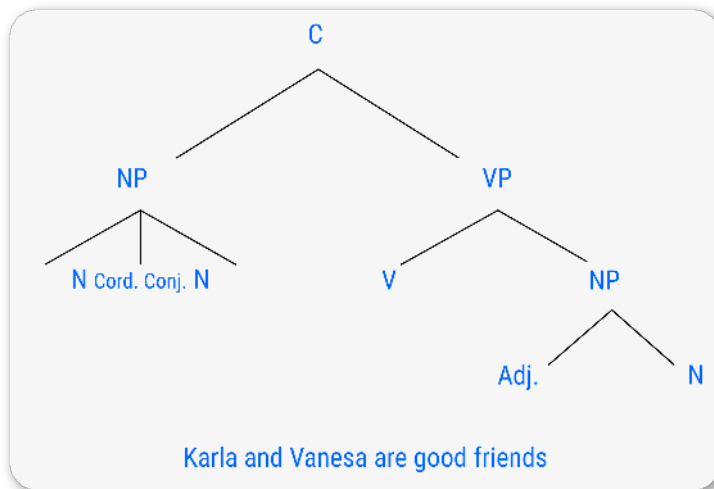 C
NP VP
N Cord. Conj. N V NP
Adj. N
Karla and Vanesa are good friends